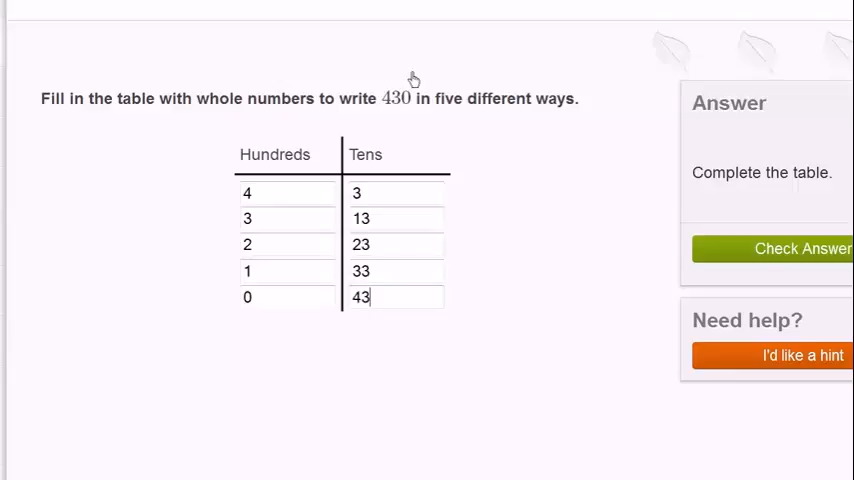 Fill in the table with whole numbers to write 430 in five different ways.
Hundreds Tens
4 3
3 13
2 23
1 33
0 43
Answer
Complete the table.
Check Answer
Need help?
I'd like a hint